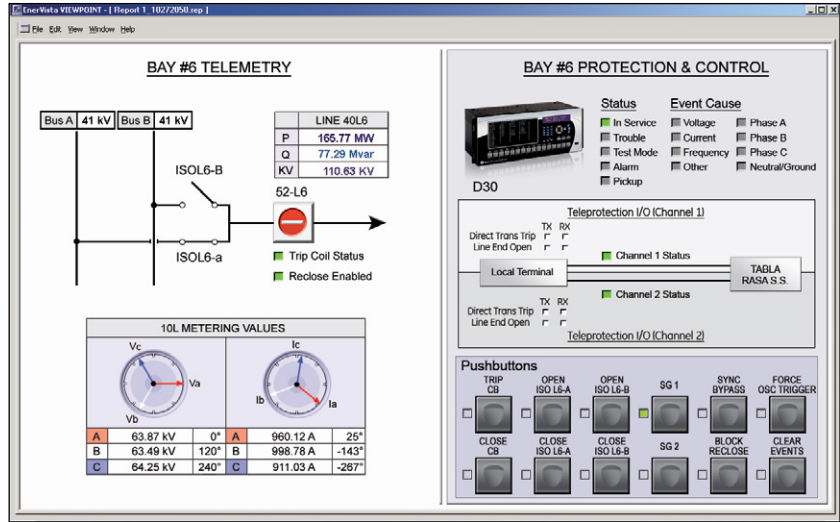 EnerVista VIEWPOINT - [ Report 1_10272050.rep ]
File Edit View Window Help
BAY #6 TELEMETRY
Bus A 41 kV Bus B 41 kV
LINE 40L6
P 165.77 MW
Q 77.29 Mvar
KV 110.63 KV
ISOL6-B
52-L6
ISOL6-a
Trip Coil Status
Reclose Enabled
10L METERING VALUES
Vc
Va
Vb
Ic
Ib
Ia
A 63.87 kV 0° A 960.12 A 25°
B 63.49 kV 120° B 998.78 A -143°
C 64.25 kV 240° C 911.03 A -267°
BAY #6 PROTECTION & CONTROL
D30
Status
In Service
Trouble
Test Mode
Alarm
Pickup
Event Cause
Voltage Phase A
Current Phase B
Frequency Phase C
Other Neutral/Ground
Teleprotection I/O (Channel 1)
TX RX
Direct Trans Trip
Line End Open
Channel 1 Status
Local Terminal
TABLA
RASA S.S.
Channel 2 Status
TX RX
Direct Trans Trip
Line End Open
Teleprotection I/O (Channel 2)
Pushbuttons
TRIP
CB
OPEN
ISO L6-A
OPEN
ISO L6-B
SG 1
SYNC
BYPASS
FORCE
OSC TRIGGER
CLOSE
CB
CLOSE
ISO L6-A
CLOSE
ISO L6-B
SG 2
BLOCK
RECLOSE
CLEAR
EVENTS